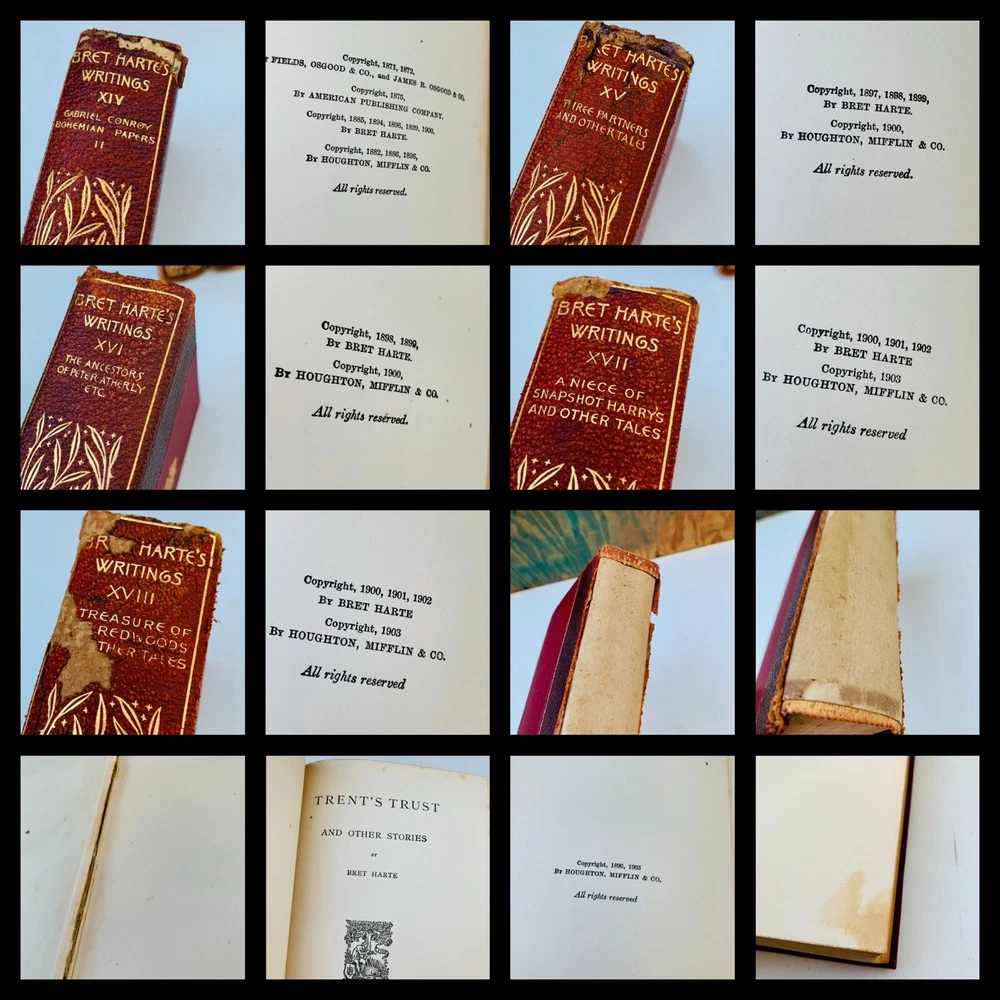 BRET HARTE'S
WRITINGS
XIV
GABRIEL CONROY
BOHEMIAN PAPERS
II
Copyright, 1871, 1872,
FIELDS, OSGOOD & CO., and JAMES R. OSGOOD & CO.
Copyright, 1875,
By AMERICAN PUBLISHING COMPANY.
Copyright, 1885, 1894, 1896, 1899, 1900,
By BRET HARTE.
Copyright, 1882, 1886, 1896,
By HOUGHTON, MIFFLIN & CO.
All rights reserved.
BRET HARTE'S
WRITINGS
XV
THREE PARTNERS
AND OTHER TALES
Copyright, 1897, 1898, 1899,
By BRET HARTE.
Copyright, 1900,
By HOUGHTON, MIFFLIN & CO.
All rights reserved.
BRET HARTE'S
WRITINGS
XVI
THE ANCESTORS
OF PETER ATHERLY
ETC
Copyright, 1898, 1899,
By BRET HARTE.
Copyright, 1900,
By HOUGHTON, MIFFLIN & CO.
All rights reserved.
BRET HARTE'S
WRITINGS
XVII
A NIECE OF
SNAPSHOT HARRYS
AND OTHER TALES
Copyright, 1900, 1901, 1902
By BRET HARTE
Copyright, 1903
By HOUGHTON, MIFFLIN & CO.
All rights reserved
BR HARTE'S
WRITINGS
XVIII
TREASURE OF
REDWOODS
THER TALES
Copyright, 1900, 1901, 1902
By BRET HARTE
Copyright, 1903
By HOUGHTON, MIFFLIN & CO.
All rights reserved
TRENT'S TRUST
AND OTHER STORIES
BY
BRET HARTE
Copyright, 1896, 1903
By HOUGHTON, MIFFLIN & CO.
All rights reserved